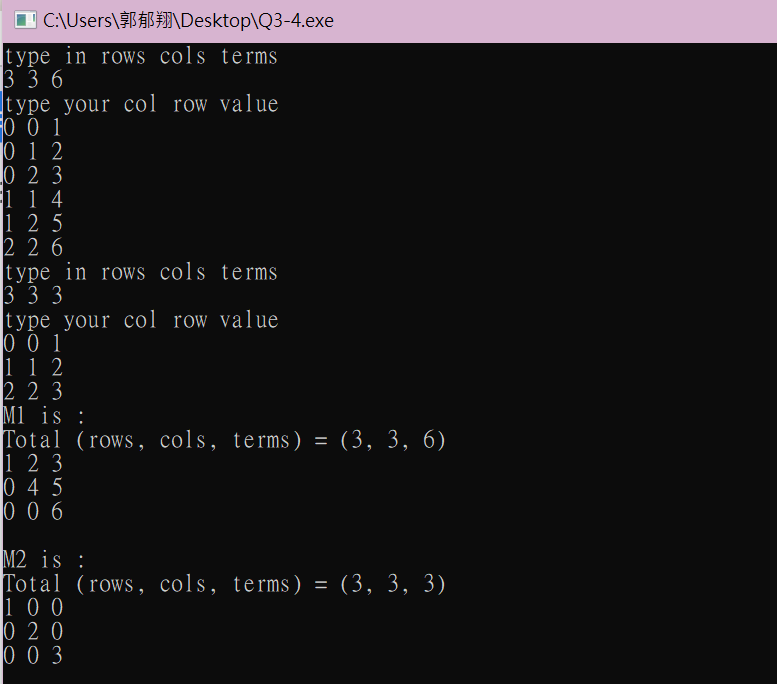 C:\Users\郭郁翔\Desktop\Q3-4.exe
type in rows cols terms
3 3 6
type your col row value
0 0 1
0 1 2
0 2 3
1 1 4
1 2 5
2 2 6
type in rows cols terms
3 3 3
type your col row value
0 0 1
1 1 2
2 2 3
M1 is :
Total (rows, cols, terms) = (3, 3, 6)
1 2 3
0 4 5
0 0 6
M2 is :
Total (rows, cols, terms) = (3, 3, 3)
1 0 0
0 2 0
0 0 3